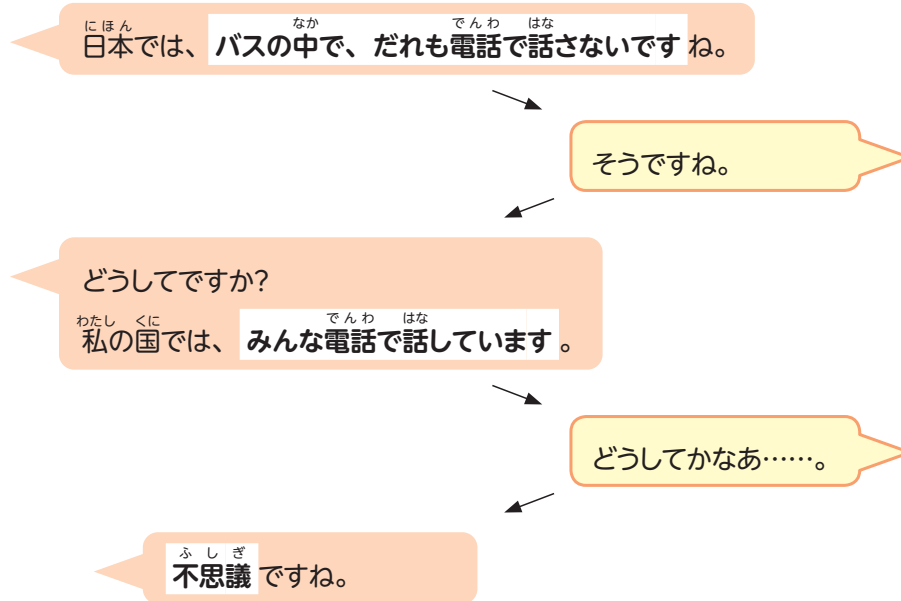 にほん なか でんわ はな
日本では、バスの中で、だれも電話で話さないですね。
そうですね。
どうしてですか?
わたし くに でんわ はな
私の国では、みんな電話で話しています。
どうしてかなあ……。
ふしぎ
不思議ですね。